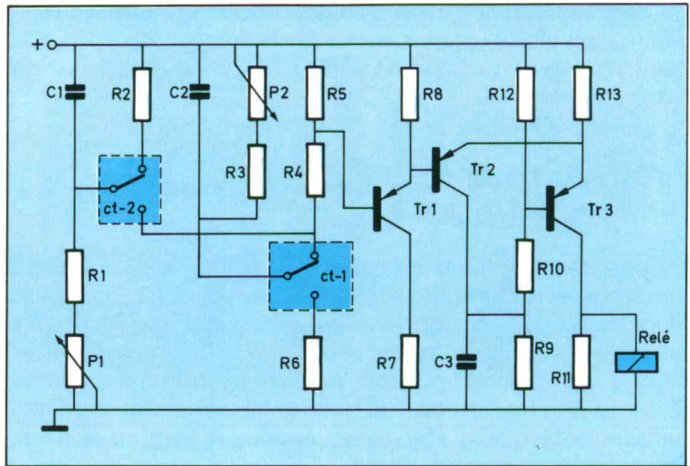 +
C1
R2
C2
P2
R5
R8
R12
R13
Tr 2
R3
R4
ct-2
Tr 1
Tr 3
R1
ct-1
R10
Relé
P1
R6
R7
C3
R9
R11